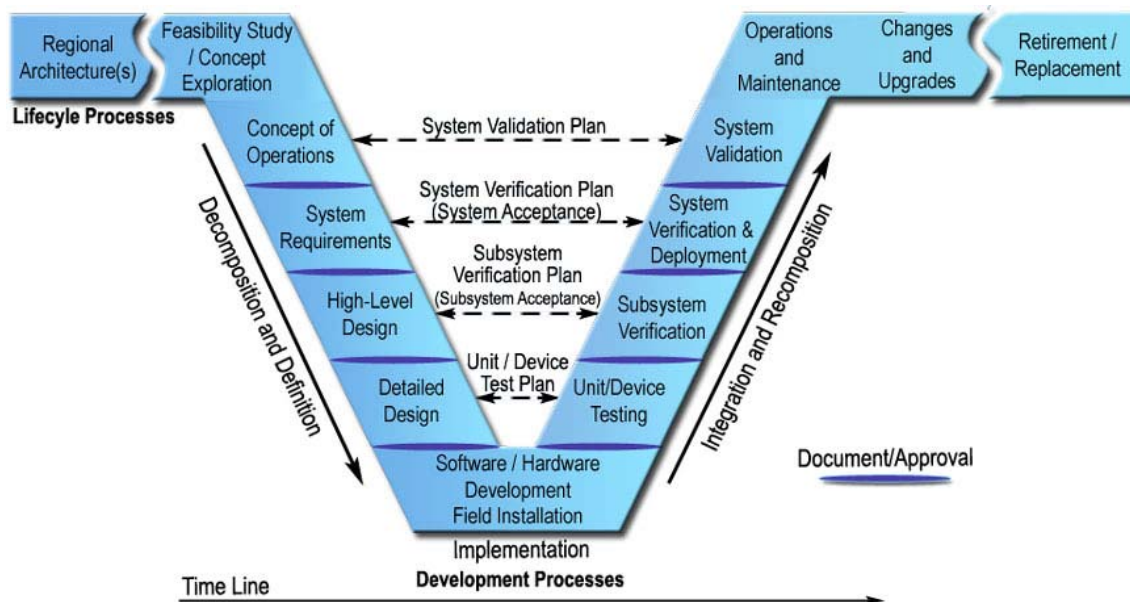 Regional
Architecture(s)
Feasibility Study
/ Concept
Exploration
Operations
and
Maintenance
Changes
and
Upgrades
Retirement /
Replacement
Lifecyle Processes
Concept of
Operations
System Validation Plan
System
Validation
System
Requirements
System Verification Plan
(System Acceptance)
System
Verification &
Deployment
High-Level
Design
Subsystem
Verification Plan
(Subsystem Acceptance)
Subsystem
Verification
Detailed
Design
Unit / Device
Test Plan
Unit/Device
Testing
Decomposition and Definition
Integration and Recomposition
Software / Hardware
Development
Field Installation
Document/Approval
Implementation
Development Processes
Time Line